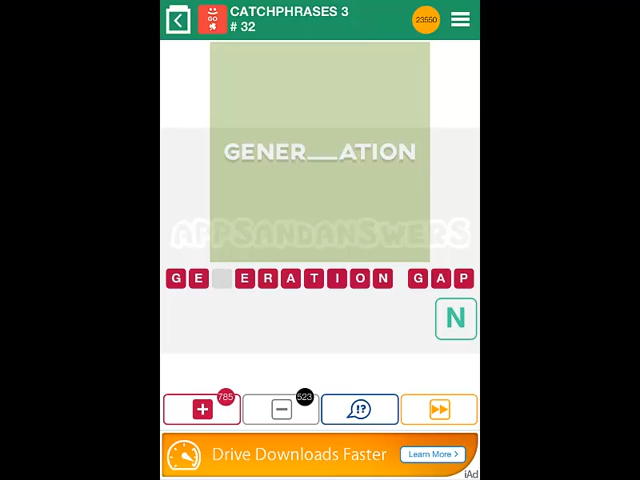 CATCHPHRASES 3
# 32
GO
23550
GENER__ATION
APPSANDANSWERS
GE ERATION GAP
N
785
523
!?
Drive Downloads Faster
Learn More >
iAd